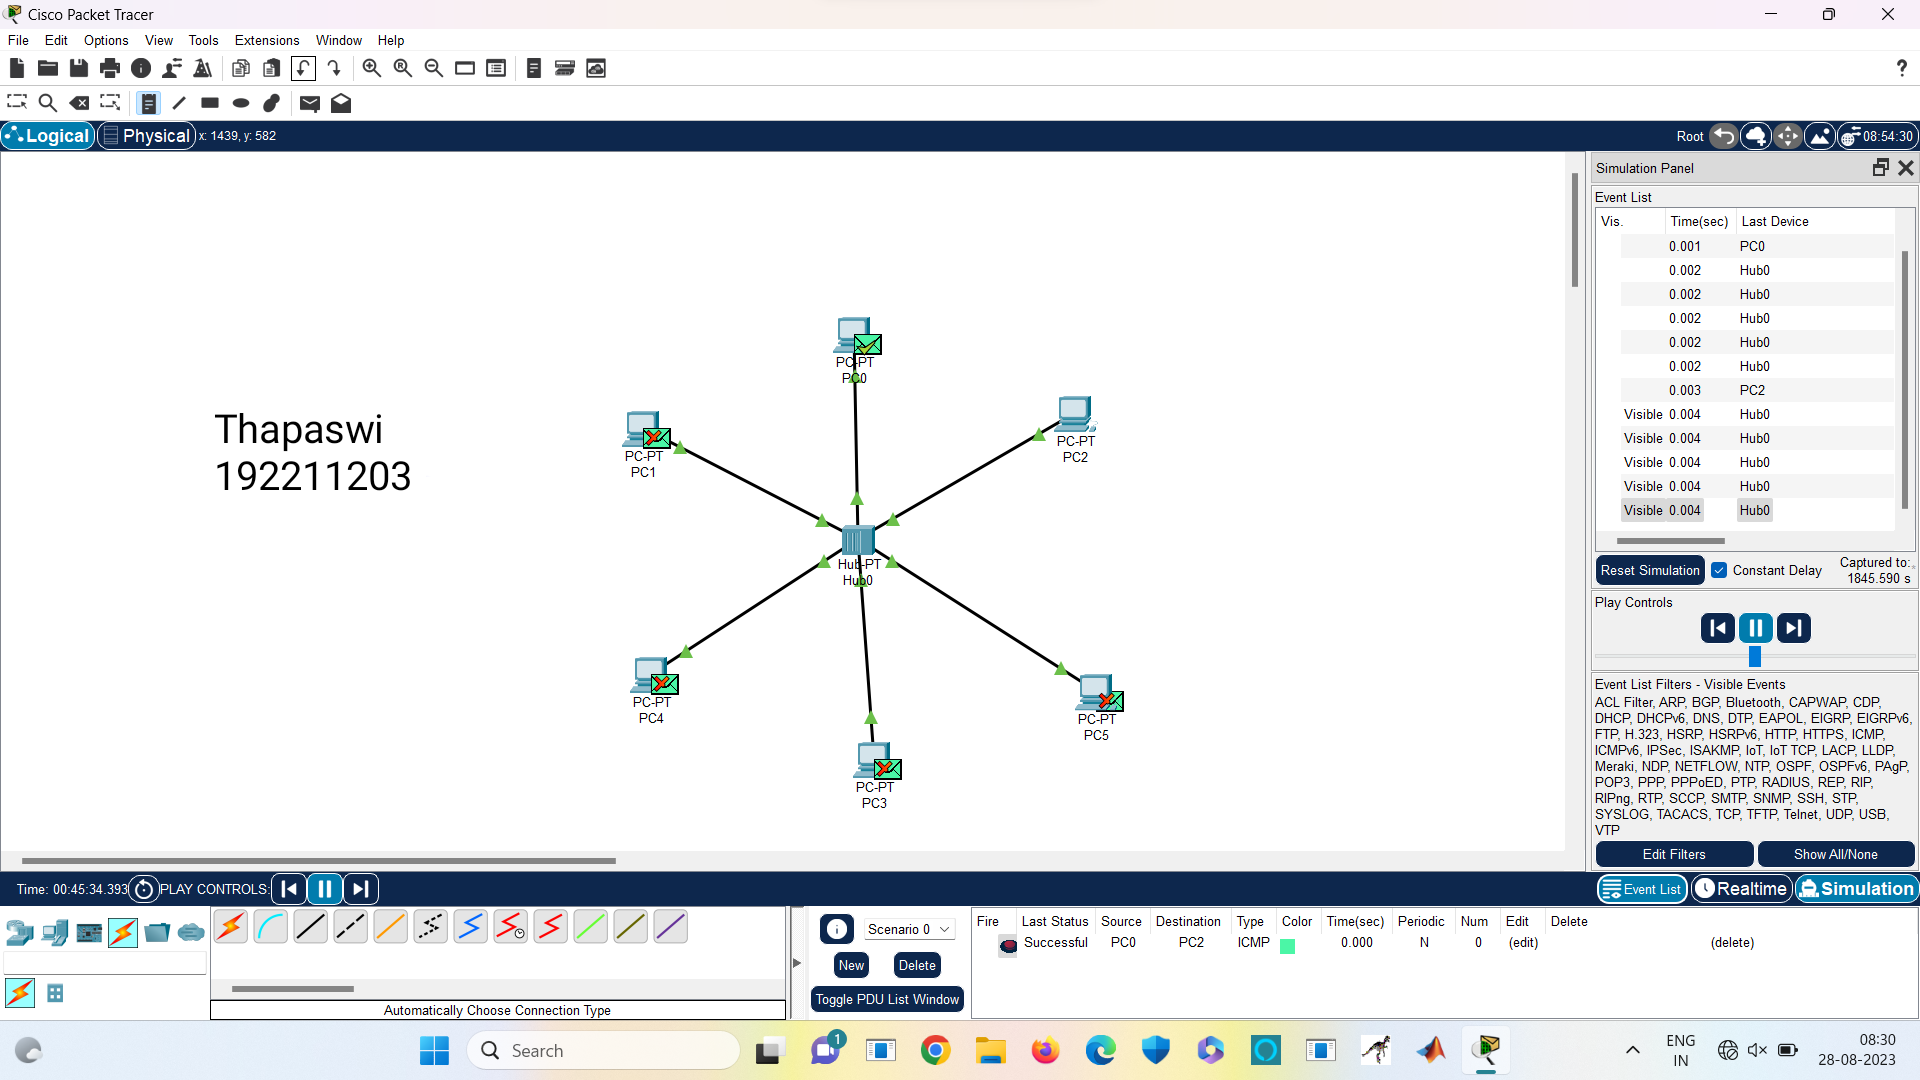 Cisco Packet Tracer
File Edit Options View Tools Extensions Window Help
?
Logical Physical x: 1439, y: 582
Root 08:54:30
Thapaswi
192211203
PC-PT
PC0
PC-PT
PC1
PC-PT
PC2
Hub-PT
Hub0
PC-PT
PC4
PC-PT
PC5
PC-PT
PC3
Simulation Panel
Event List
Vis. Time(sec) Last Device
0.001 PC0
0.002 Hub0
0.002 Hub0
0.002 Hub0
0.002 Hub0
0.002 Hub0
0.003 PC2
Visible 0.004 Hub0
Visible 0.004 Hub0
Visible 0.004 Hub0
Visible 0.004 Hub0
Visible 0.004 Hub0
Reset Simulation Constant Delay Captured to:
1845.590 s
Play Controls
Event List Filters - Visible Events
ACL Filter, ARP, BGP, Bluetooth, CAPWAP, CDP,
DHCP, DHCPv6, DNS, DTP, EAPOL, EIGRP, EIGRPv6,
FTP, H.323, HSRP, HSRPv6, HTTP, HTTPS, ICMP,
ICMPv6, IPSec, ISAKMP, IoT, IoT TCP, LACP, LLDP,
Meraki, NDP, NETFLOW, NTP, OSPF, OSPFv6, PAgP,
POP3, PPP, PPPoED, PTP, RADIUS, REP, RIP,
RIPng, RTP, SCCP, SMTP, SNMP, SSH, STP,
SYSLOG, TACACS, TCP, TFTP, Telnet, UDP, USB,
VTP
Edit Filters Show All/None
Time: 00:45:34.393 PLAY CONTROLS:
Event List Realtime Simulation
Automatically Choose Connection Type
Scenario 0
New Delete
Toggle PDU List Window
Fire Last Status Source Destination Type Color Time(sec) Periodic Num Edit Delete
Successful PC0 PC2 ICMP 0.000 N 0 (edit) (delete)
Search
1
ENG
IN
08:30
28-08-2023